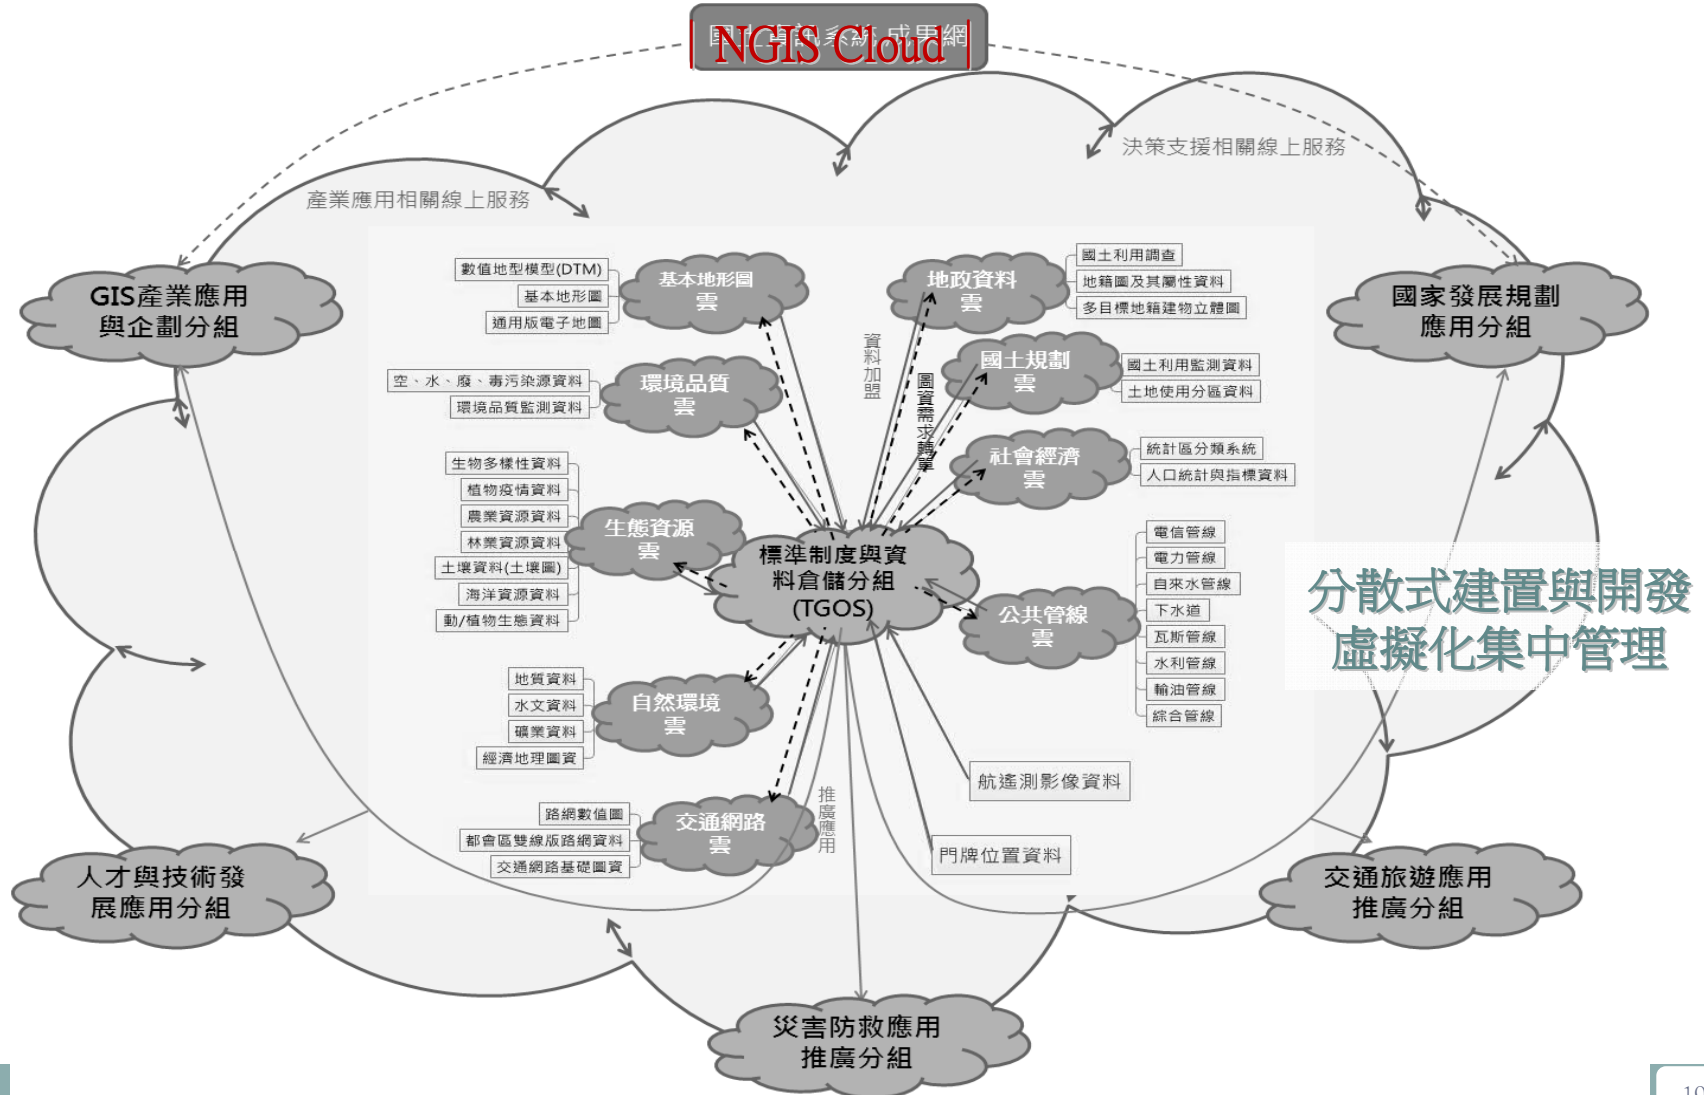 國土資訊系統 成果網
NGIS Cloud
決策支援相關線上服務
產業應用相關線上服務
GIS產業應用
與企劃分組
國家發展規劃
應用分組
數值地型模型(DTM)
基本地形圖
通用版電子地圖
基本地形圖
雲
地政資料
雲
國土利用調查
地籍圖及其屬性資料
多目標地籍建物立體圖
資料加盟
圖資需求轉單
空、水、廢、毒污染源資料
環境品質監測資料
環境品質
雲
國土規劃
雲
國土利用監測資料
土地使用分區資料
社會經濟
雲
統計區分類系統
人口統計與指標資料
生物多樣性資料
植物疫情資料
農業資源資料
林業資源資料
土壤資料(土壤圖)
海洋資源資料
動/植物生態資料
生態資源
雲
標準制度與資
料倉儲分組
(TGOS)
公共管線
雲
電信管線
電力管線
自來水管線
下水道
瓦斯管線
水利管線
輸油管線
綜合管線
分散式建置與開發
虛擬化集中管理
地質資料
水文資料
礦業資料
經濟地理圖資
自然環境
雲
航遙測影像資料
路網數值圖
都會區雙線版路網資料
交通網路基礎圖資
交通網路
雲
推廣應用
門牌位置資料
人才與技術發
展應用分組
交通旅遊應用
推廣分組
災害防救應用
推廣分組